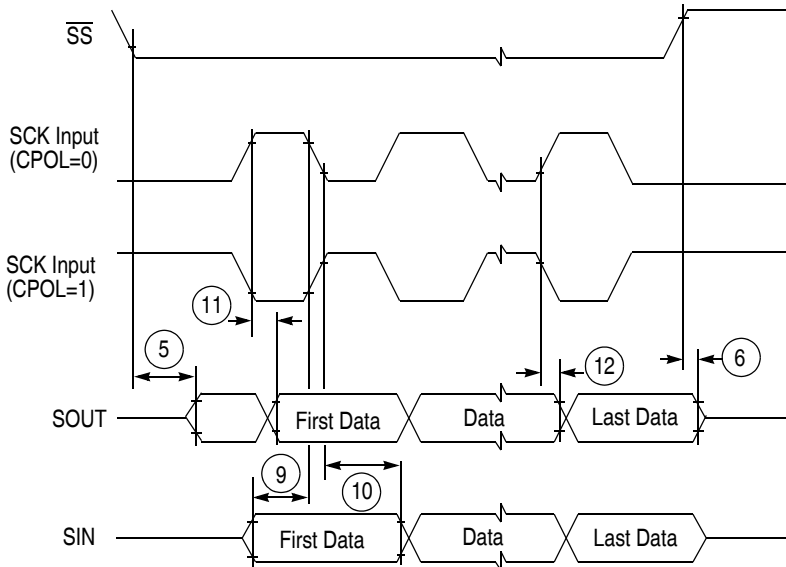 SS
SCK Input
(CPOL=0)
SCK Input
(CPOL=1)
11
5
12
6
SOUT
First Data
Data
Last Data
9
10
SIN
First Data
Data
Last Data